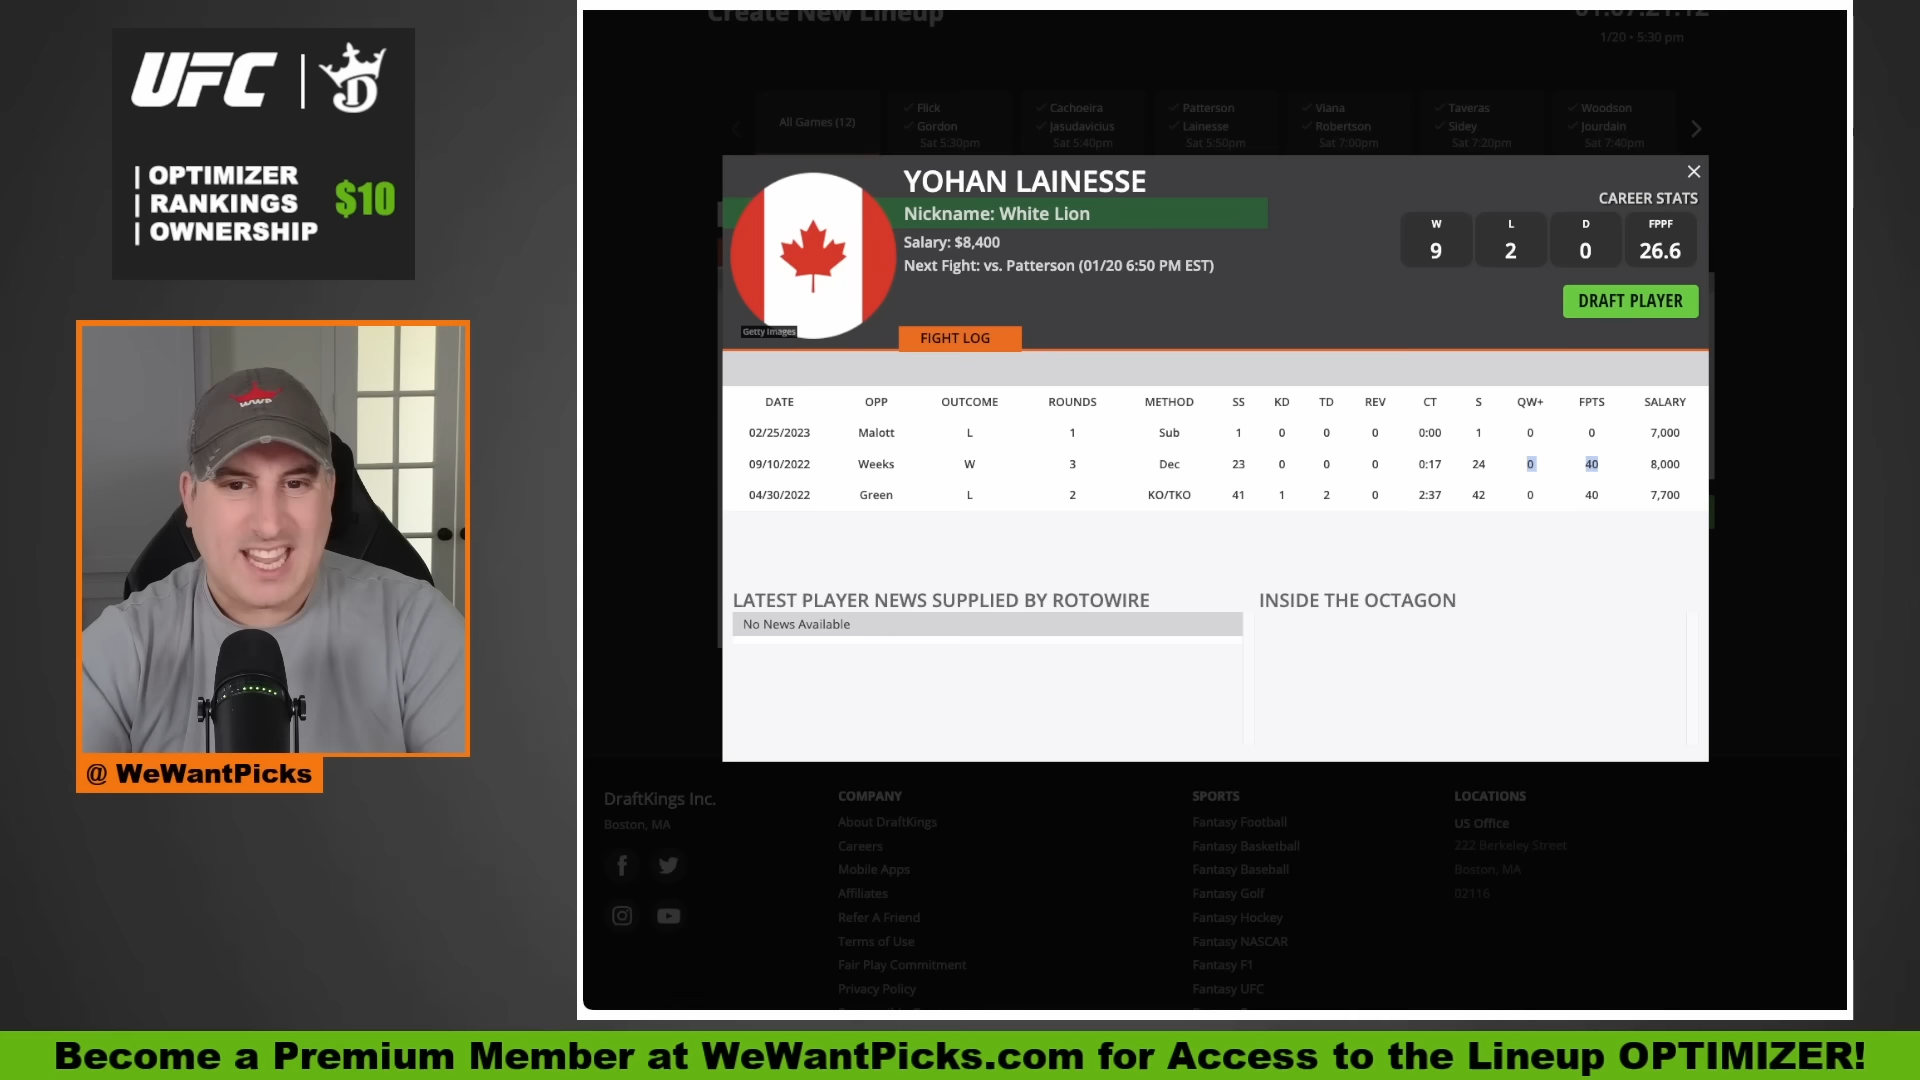 UFC
| OPTIMIZER
| RANKINGS
| OWNERSHIP
$10
@ WeWantPicks
Create New Lineup
1/20 • 5:30 pm
All Games (12)
Flick
Gordon
Sat 5:30pm
Cachoeira
Jasudavicius
Sat 5:40pm
Patterson
Lainesse
Sat 5:50pm
Viana
Robertson
Sat 7:00pm
Taveras
Sidey
Sat 7:20pm
Woodson
Jourdain
Sat 7:40pm
YOHAN LAINESSE
Nickname: White Lion
Salary: $8,400
Next Fight: vs. Patterson (01/20 6:50 PM EST)
Getty Images
CAREER STATS
W L D FPPF
9 2 0 26.6
DRAFT PLAYER
FIGHT LOG
DATE OPP OUTCOME ROUNDS METHOD SS KD TD REV CT S QW+ FPTS SALARY
02/25/2023 Malott L 1 Sub 1 0 0 0 0:00 1 0 0 7,000
09/10/2022 Weeks W 3 Dec 23 0 0 0 0:17 24 0 40 8,000
04/30/2022 Green L 2 KO/TKO 41 1 2 0 2:37 42 0 40 7,700
LATEST PLAYER NEWS SUPPLIED BY ROTOWIRE
No News Available
INSIDE THE OCTAGON
DraftKings Inc.
Boston, MA
COMPANY
About DraftKings
Careers
Mobile Apps
Affiliates
Refer A Friend
Terms of Use
Fair Play Commitment
Privacy Policy
SPORTS
Fantasy Football
Fantasy Basketball
Fantasy Baseball
Fantasy Golf
Fantasy Hockey
Fantasy NASCAR
Fantasy F1
Fantasy UFC
LOCATIONS
US Office
222 Berkeley Street
Boston, MA
02116
Become a Premium Member at WeWantPicks.com for Access to the Lineup OPTIMIZER!